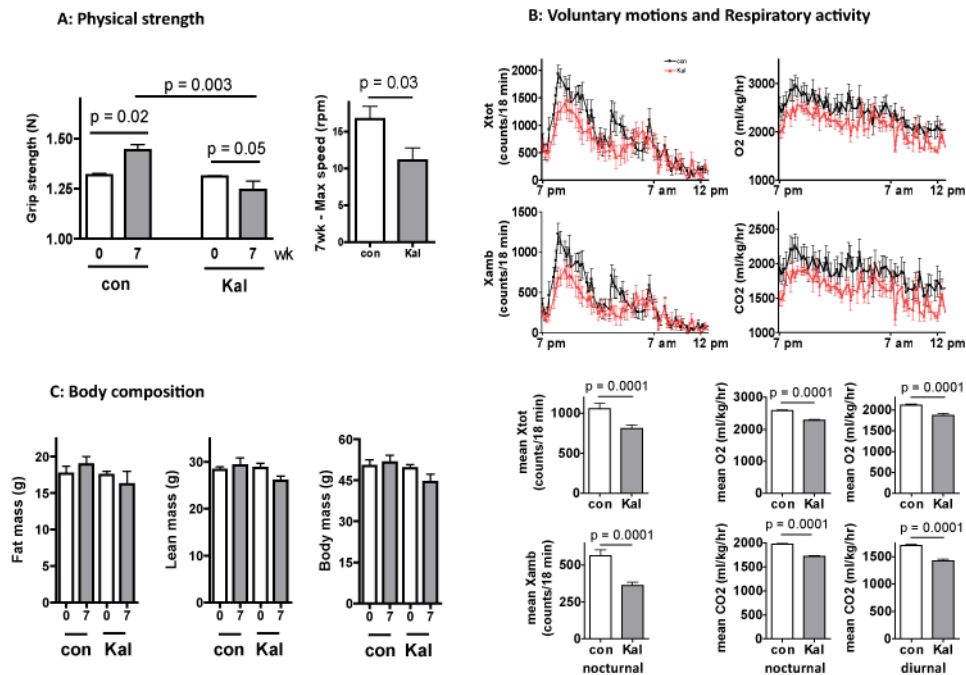 A: Physical strength
p = 0.003
p = 0.02
p = 0.05
Grip strength (N)
1.50
1.25
1.00
0 7 0 7 wk
con Kal
p = 0.03
7wk - Max speed (rpm)
15
10
5
0
con Kal
B: Voluntary motions and Respiratory activity
con
Kal
Xtot
(counts/18 min)
2000
1500
1000
500
0
7 pm 7 am 12 pm
O2 (ml/kg/hr)
3000
2000
1000
7 pm 7 am 12 pm
Xamb
(counts/18 min)
1500
1000
500
0
7 pm 7 am 12 pm
CO2 (ml/kg/hr)
2500
2000
1500
1000
7 pm 7 am 12 pm
p = 0.0001
mean Xtot
(counts/18 min)
1000
500
0
con Kal
p = 0.0001
mean O2 (ml/kg/hr)
3000
2000
1000
0
con Kal
p = 0.0001
mean O2 (ml/kg/hr)
2000
1500
1000
500
0
con Kal
p = 0.0001
mean Xamb
(counts/18 min)
500
250
0
con Kal
nocturnal
p = 0.0001
mean CO2 (ml/kg/hr)
2000
1500
1000
500
0
con Kal
nocturnal
p = 0.0001
mean CO2 (ml/kg/hr)
1500
1000
500
0
con Kal
diurnal
C: Body composition
Fat mass (g)
20
15
10
5
0
0 7 0 7
con Kal
Lean mass (g)
30
20
10
0
0 7 0 7
con Kal
Body mass (g)
60
45
30
15
0
0 7 0 7
con Kal